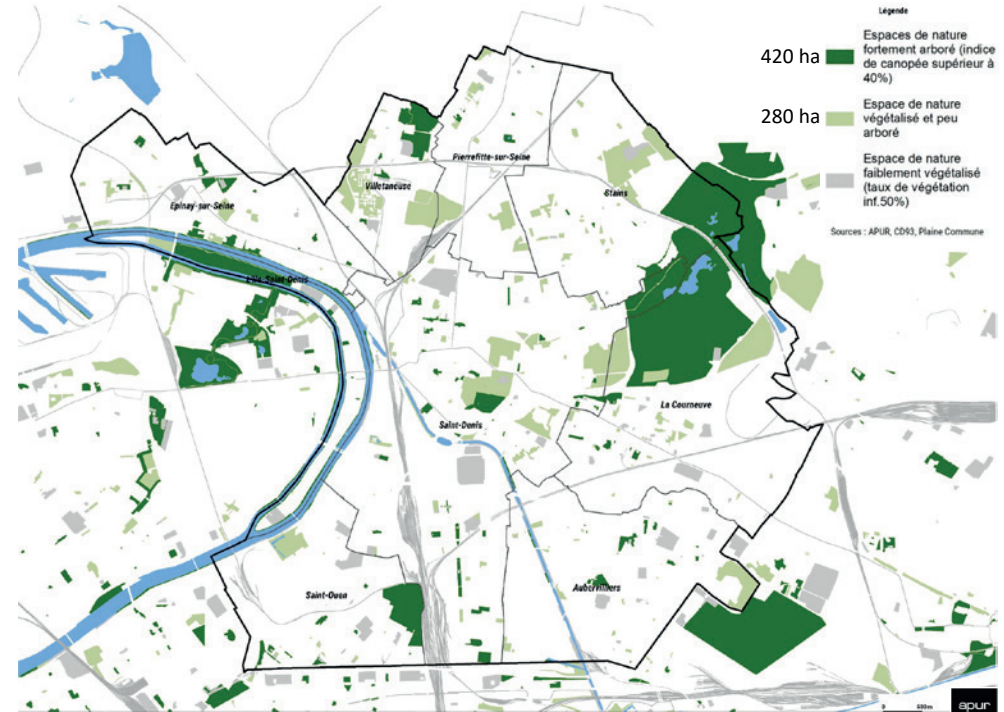 Légende
420 ha
Espaces de nature
fortement arboré (indice
de canopée supérieur à
40%)
280 ha
Espace de nature
végétalisé et peu
arboré
Espace de nature
faiblement végétalisé
(taux de végétation
inf.50%)
Sources : APUR, CD93, Plaine Commune
Pierrefitte-sur-Seine
Villetaneuse
Stains
Epinay-sur-Seine
L'Ile-Saint-Denis
La Courneuve
Saint-Denis
Saint-Ouen
Aubervilliers
0 400m
apur